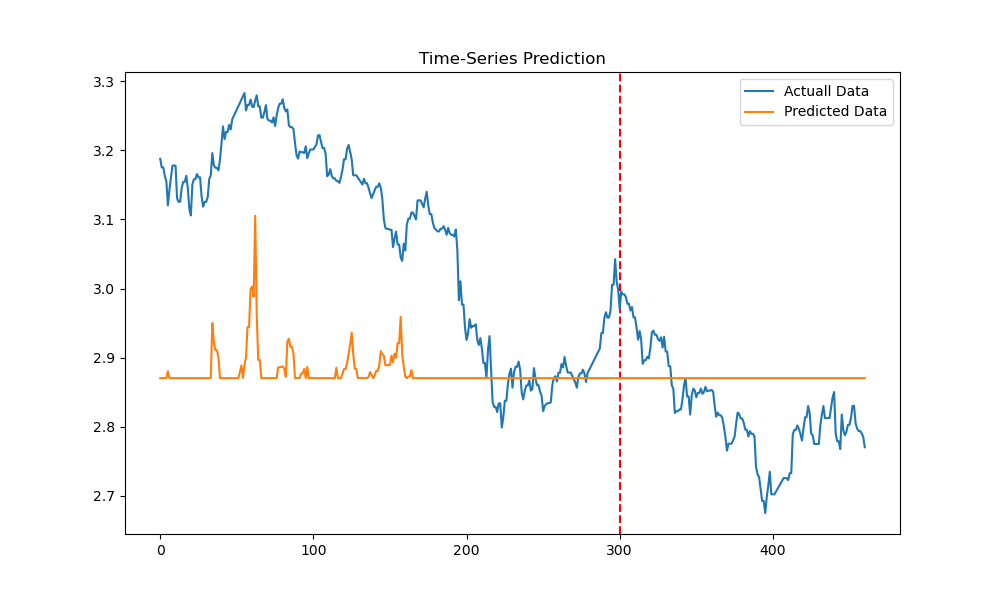 Time-Series Prediction
Actuall Data
Predicted Data
3.3
3.2
3.1
3.0
2.9
2.8
2.7
0 100 200 300 400